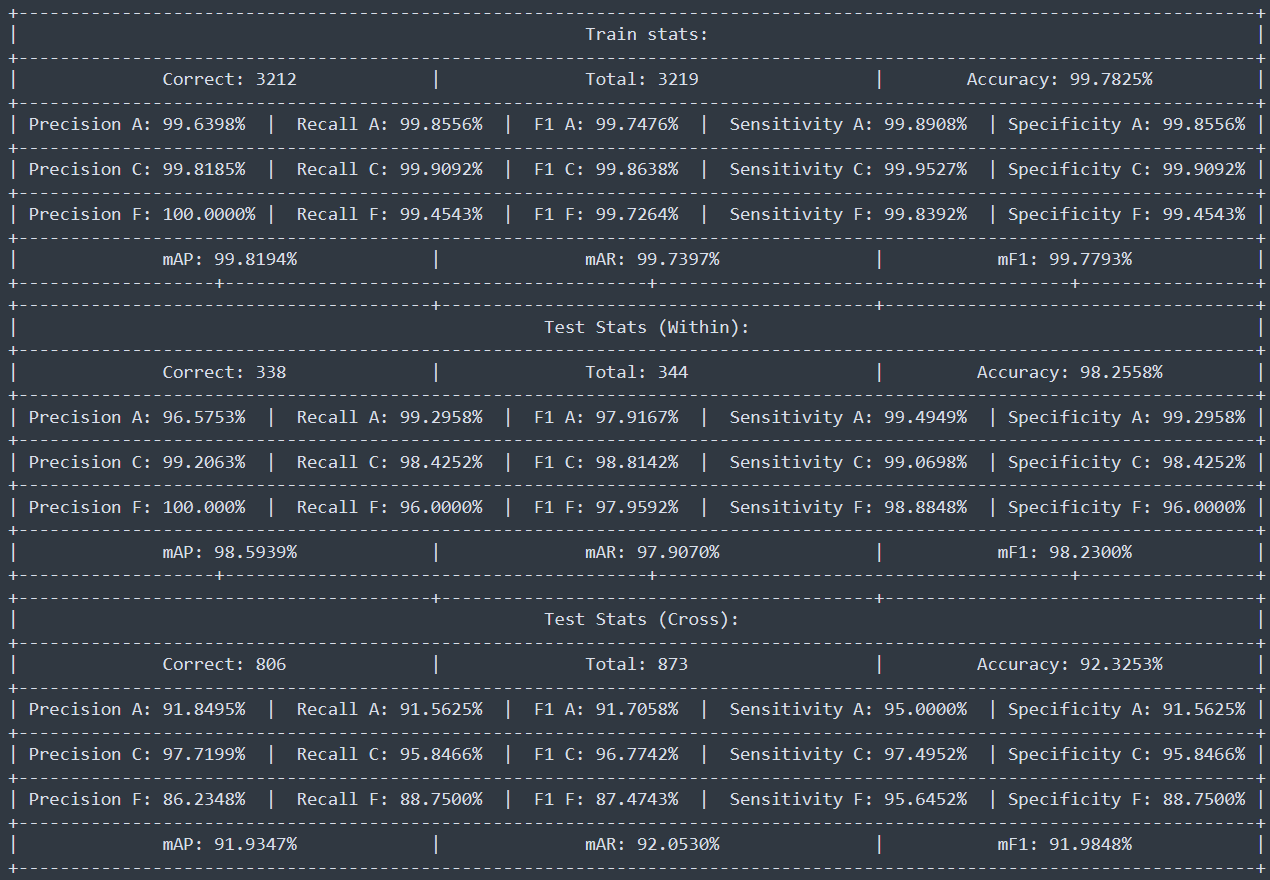 Train stats:
| Correct: 3212 | Total: 3219 | Accuracy: 99.7825% |
| Precision A: 99.6398% | Recall A: 99.8556% | F1 A: 99.7476% | Sensitivity A: 99.8908% | Specificity A: 99.8556% |
| Precision C: 99.8185% | Recall C: 99.9092% | F1 C: 99.8638% | Sensitivity C: 99.9527% | Specificity C: 99.9092% |
| Precision F: 100.0000% | Recall F: 99.4543% | F1 F: 99.7264% | Sensitivity F: 99.8392% | Specificity F: 99.4543% |
| mAP: 99.8194% | mAR: 99.7397% | mF1: 99.7793% |
Test Stats (Within):
| Correct: 338 | Total: 344 | Accuracy: 98.2558% |
| Precision A: 96.5753% | Recall A: 99.2958% | F1 A: 97.9167% | Sensitivity A: 99.4949% | Specificity A: 99.2958% |
| Precision C: 99.2063% | Recall C: 98.4252% | F1 C: 98.8142% | Sensitivity C: 99.0698% | Specificity C: 98.4252% |
| Precision F: 100.000% | Recall F: 96.0000% | F1 F: 97.9592% | Sensitivity F: 98.8848% | Specificity F: 96.0000% |
| mAP: 98.5939% | mAR: 97.9070% | mF1: 98.2300% |
Test Stats (Cross):
| Correct: 806 | Total: 873 | Accuracy: 92.3253% |
| Precision A: 91.8495% | Recall A: 91.5625% | F1 A: 91.7058% | Sensitivity A: 95.0000% | Specificity A: 91.5625% |
| Precision C: 97.7199% | Recall C: 95.8466% | F1 C: 96.7742% | Sensitivity C: 97.4952% | Specificity C: 95.8466% |
| Precision F: 86.2348% | Recall F: 88.7500% | F1 F: 87.4743% | Sensitivity F: 95.6452% | Specificity F: 88.7500% |
| mAP: 91.9347% | mAR: 92.0530% | mF1: 91.9848% |